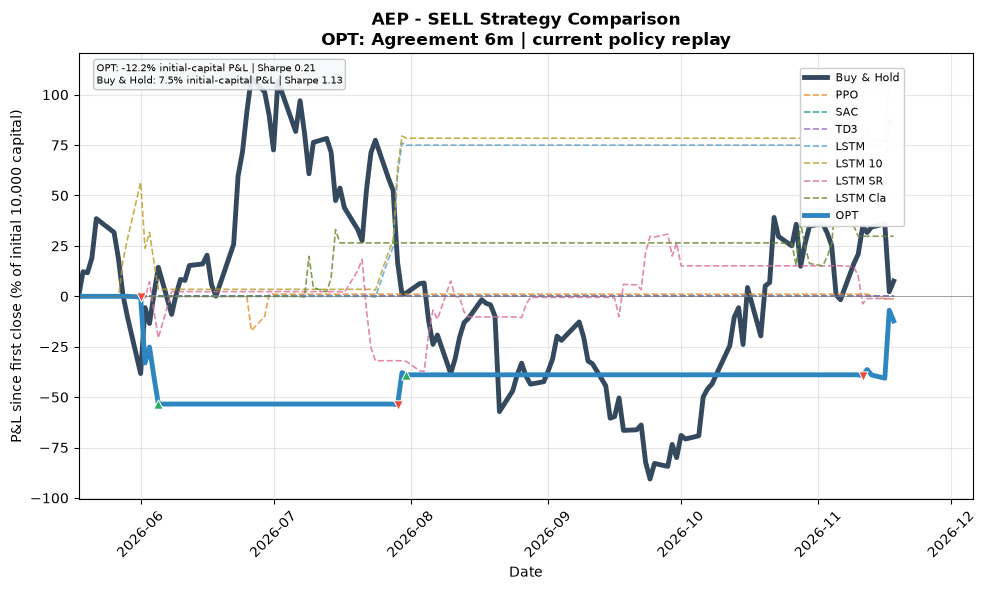 AEP - SELL Strategy Comparison
OPT: Agreement 6m | current policy replay
OPT: -12.2% initial-capital P&L | Sharpe 0.21
Buy & Hold: 7.5% initial-capital P&L | Sharpe 1.13
Buy & Hold
PPO
SAC
TD3
LSTM
LSTM 10
LSTM SR
LSTM Cla
OPT
P&L since first close (% of initial 10,000 capital)
100
75
50
25
0
−25
−50
−75
−100
2026-06
2026-07
2026-08
2026-09
2026-10
2026-11
2026-12
Date